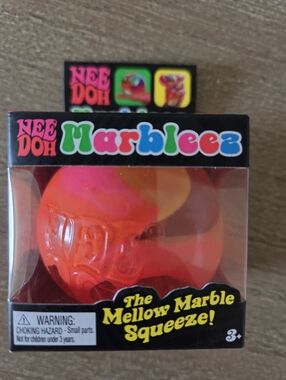 NEE
DOH
NEE
DOH
Marbleez
The
Mellow Marble
Squeeze!
WARNING:
CHOKING HAZARD - Small parts.
Not for children under 3 years.
3+